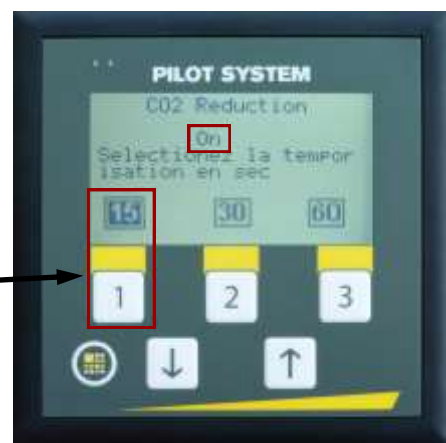 PILOT SYSTEM
CO2 Reduction
On
Selectionez la tempor
isation en sec
15 30 60
1 2 3
↓ ↑